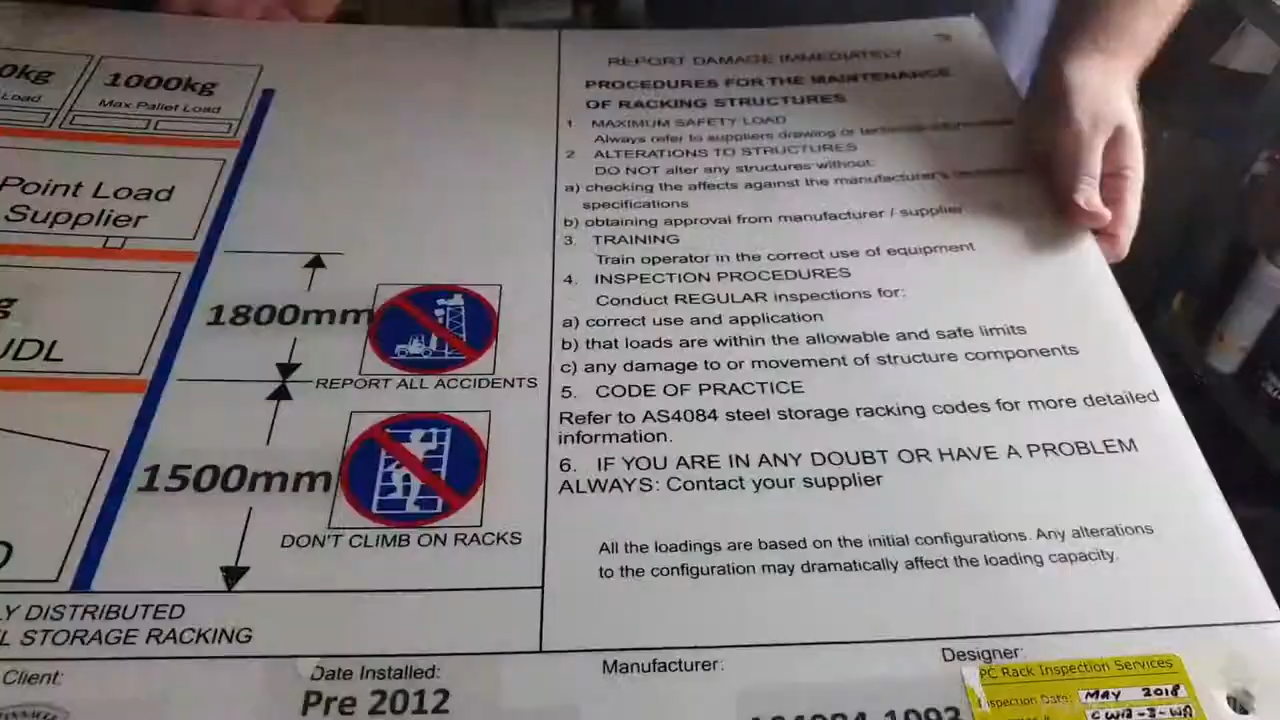 0kg
Load
1000kg
Max Pallet Load
Point Load
Supplier
g
UDL
1800mm
REPORT ALL ACCIDENTS
1500mm
DON'T CLIMB ON RACKS
LY DISTRIBUTED
L STORAGE RACKING
REPORT DAMAGE IMMEDIATELY
PROCEDURES FOR THE MAINTENANCE
OF RACKING STRUCTURES
1. MAXIMUM SAFETY LOAD
Always refer to suppliers drawing or technical
2 ALTERATIONS TO STRUCTURES
DO NOT alter any structures without:
a) checking the affects against the manufacturer's
specifications
b) obtaining approval from manufacturer / supplier
3. TRAINING
Train operator in the correct use of equipment
4. INSPECTION PROCEDURES
Conduct REGULAR inspections for:
a) correct use and application
b) that loads are within the allowable and safe limits
c) any damage to or movement of structure components
5. CODE OF PRACTICE
Refer to AS4084 steel storage racking codes for more detailed
information.
6. IF YOU ARE IN ANY DOUBT OR HAVE A PROBLEM
ALWAYS: Contact your supplier
All the loadings are based on the initial configurations. Any alterations
to the configuration may dramatically affect the loading capacity.
Client:
Date Installed:
Pre 2012
Manufacturer:
Designer:
PC Rack Inspection Services
Inspection Date: MAY 2018